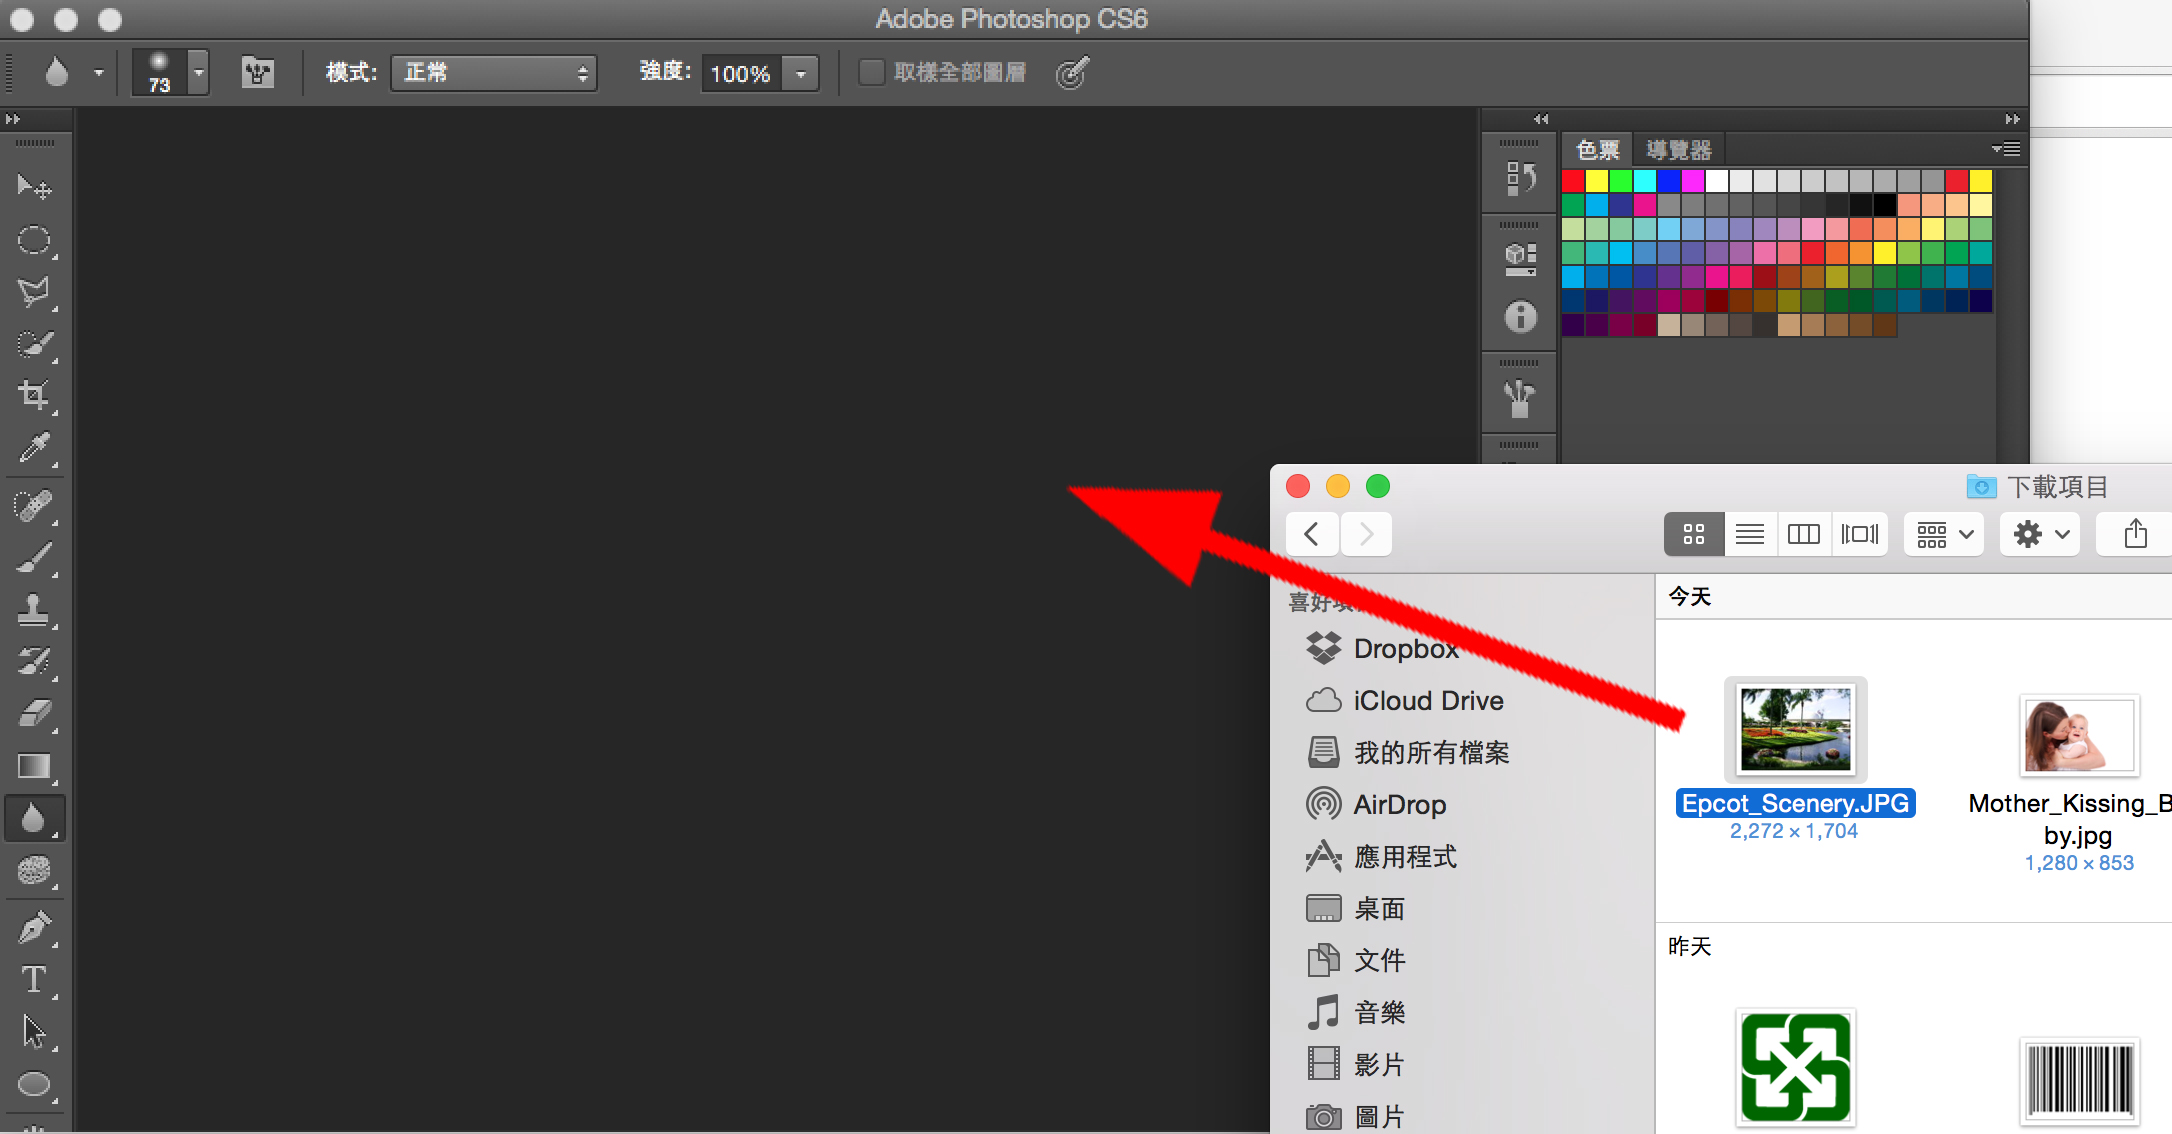 Adobe Photoshop CS6
73
模式: 正常
強度: 100%
取樣全部圖層
色票 導覽器
下載項目
喜好
Dropbox
iCloud Drive
我的所有檔案
AirDrop
應用程式
桌面
文件
音樂
影片
圖片
今天
Epcot_Scenery.JPG
2,272 × 1,704
Mother_Kissing_B
by.jpg
1,280 × 853
昨天
T